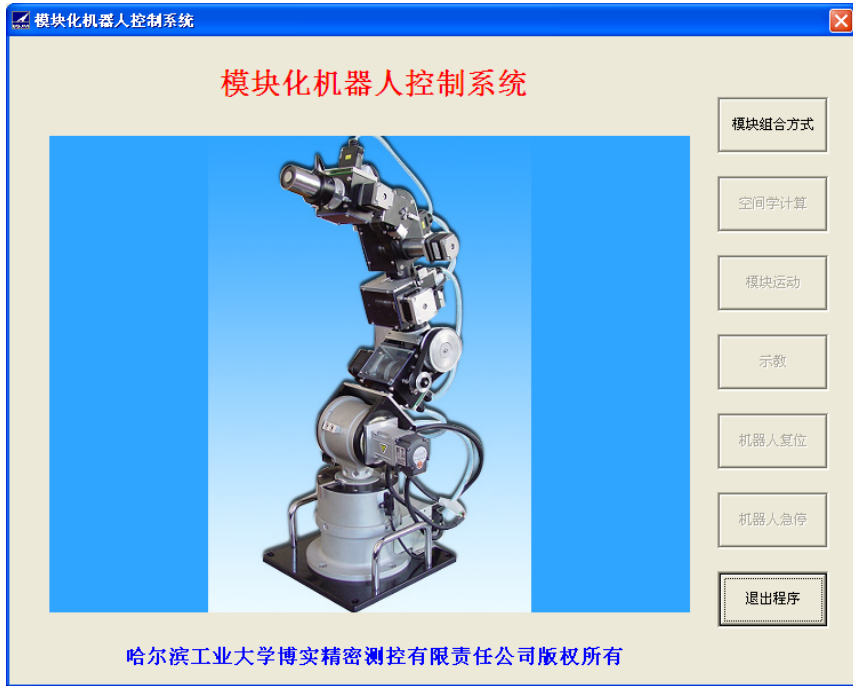 模块化机器人控制系统
模块化机器人控制系统
模块组合方式
空间学计算
模块运动
示教
机器人复位
机器人急停
退出程序
哈尔滨工业大学博实精密测控有限责任公司版权所有